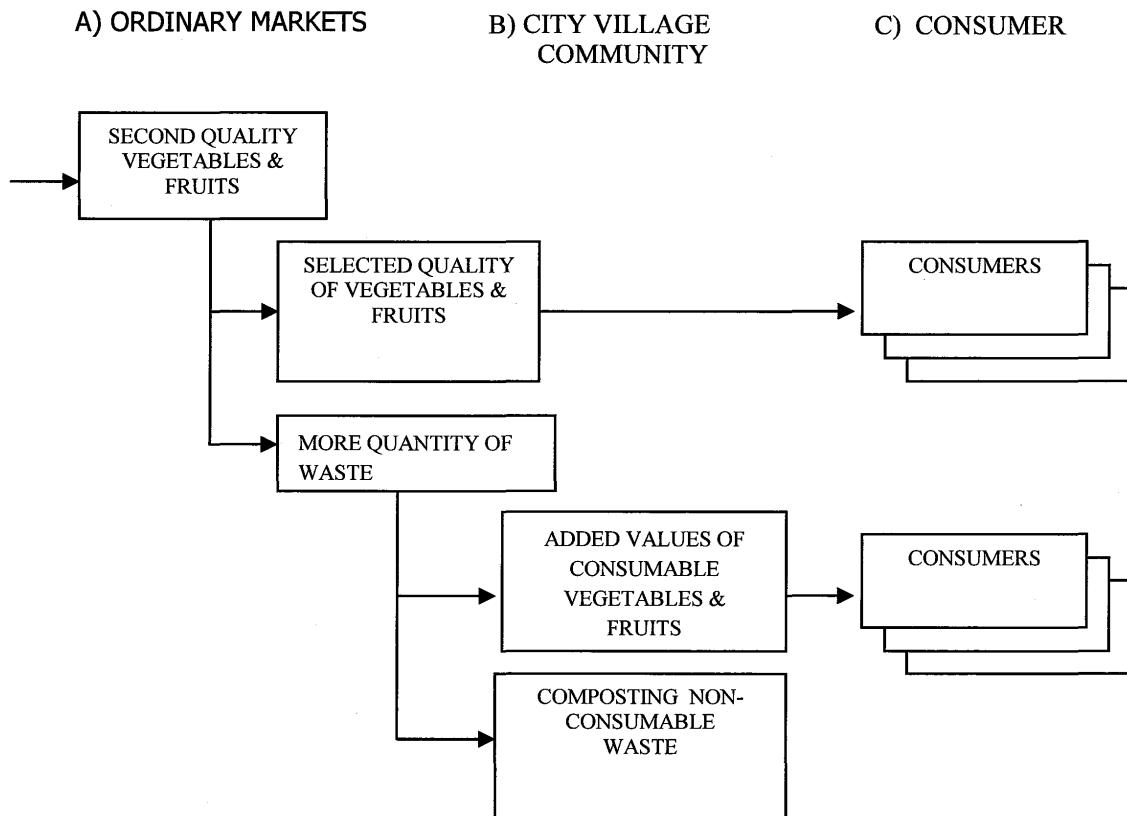 A) ORDINARY MARKETS
B) CITY VILLAGE
COMMUNITY
C) CONSUMER
SECOND QUALITY
VEGETABLES &
FRUITS
SELECTED QUALITY
OF VEGETABLES &
FRUITS
CONSUMERS
MORE QUANTITY OF
WASTE
ADDED VALUES OF
CONSUMABLE
VEGETABLES &
FRUITS
CONSUMERS
COMPOSTING NON-
CONSUMABLE
WASTE